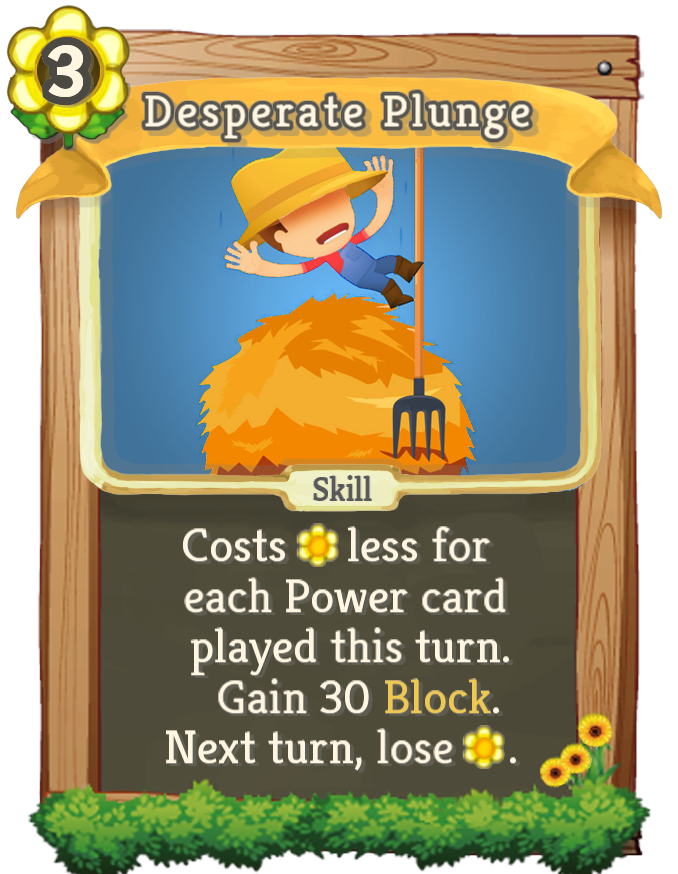 3
Desperate Plunge
Skill
Costs less for
each Power card
played this turn.
Gain 30 Block.
Next turn, lose .